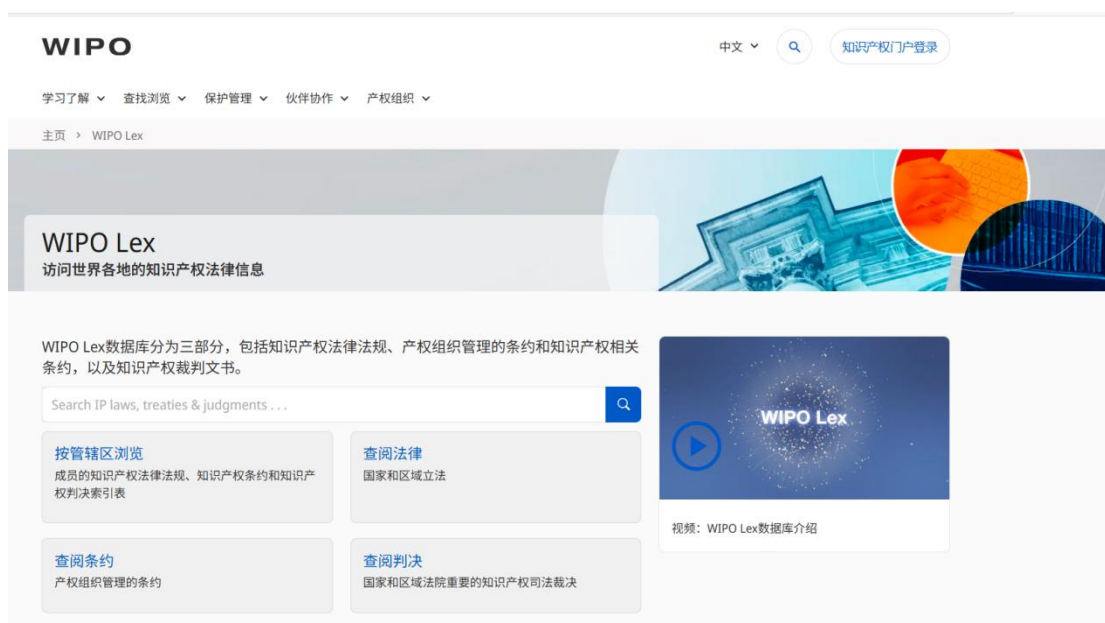 WIPO
中文
知识产权门户登录
学习了解
查找浏览
保护管理
伙伴协作
产权组织
主页 > WIPO Lex
WIPO Lex
访问世界各地的知识产权法律信息
WIPO Lex数据库分为三部分，包括知识产权法律法规、产权组织管理的条约和知识产权相关
条约，以及知识产权裁判文书。
Search IP laws, treaties & judgments . . .
按管辖区浏览
成员的知识产权法律法规、知识产权条约和知识产
权判决索引表
查阅法律
国家和区域立法
查阅条约
产权组织管理的条约
查阅判决
国家和区域法院重要的知识产权司法裁决
WIPO Lex
视频：WIPO Lex数据库介绍